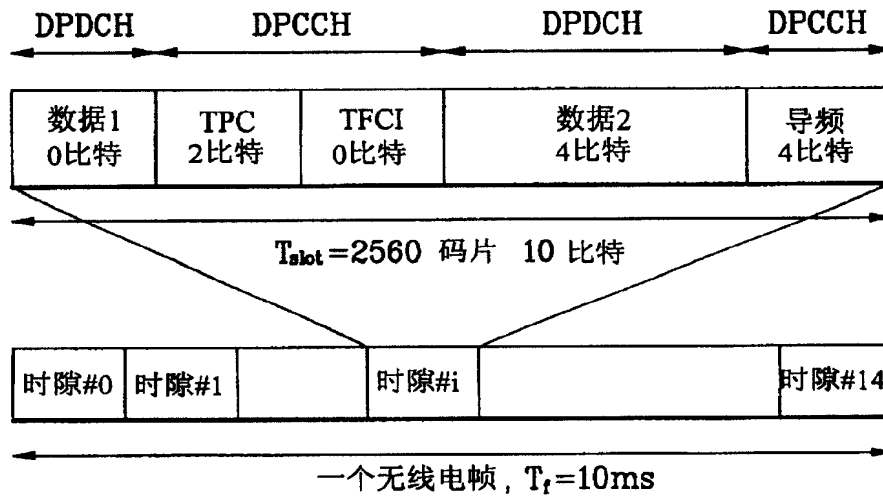 DPDCH DPCCH DPDCH DPCCH
数据1 TPC TFCI 数据2 导频
0比特 2比特 0比特 4比特 4比特
Tslot=2560 码片 10 比特
时隙#0 时隙#1 时隙#i 时隙#14
一个无线电帧, Tf=10ms